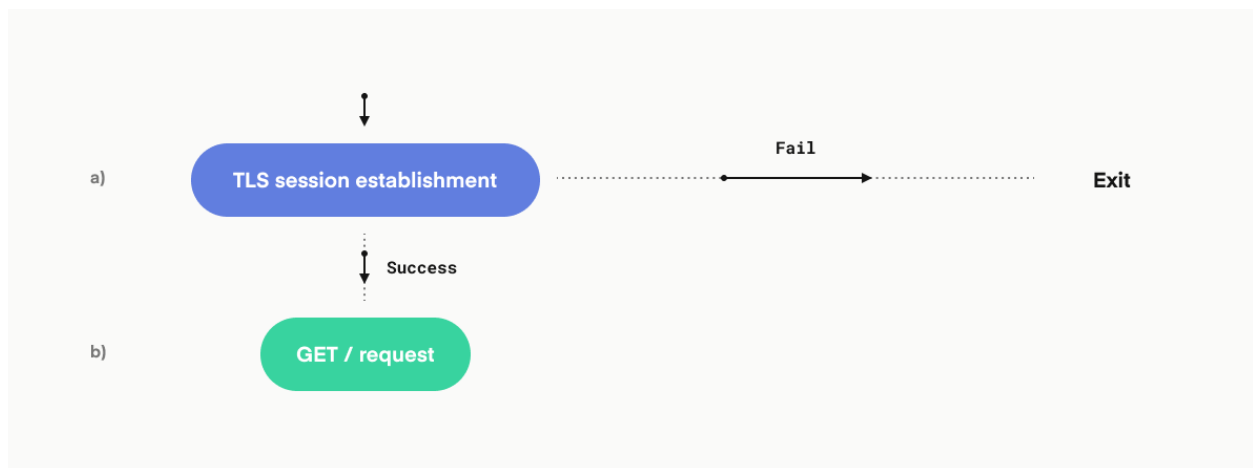 Fail
a)
TLS session establishment
Exit
Success
b)
GET / request